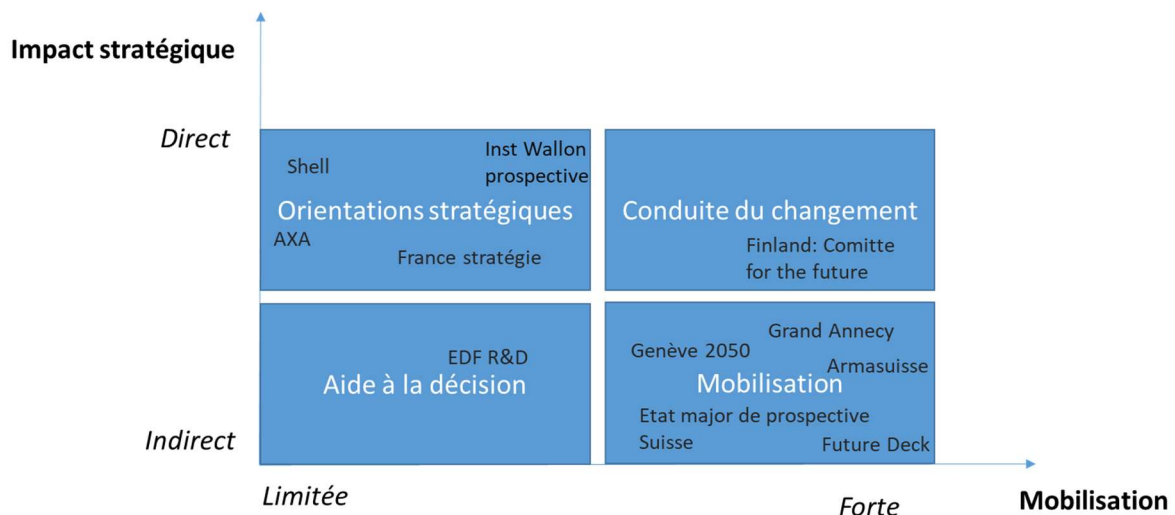 Impact stratégique
Direct
Shell
Inst Wallon
prospective
Orientations stratégiques
AXA
France stratégie
Conduite du changement
Finland: Comitte
for the future
EDF R&D
Aide à la décision
Grand Annecy
Genève 2050
Armasuisse
Mobilisation
Etat major de prospective
Suisse
Future Deck
Indirect
Limitée
Forte
Mobilisation